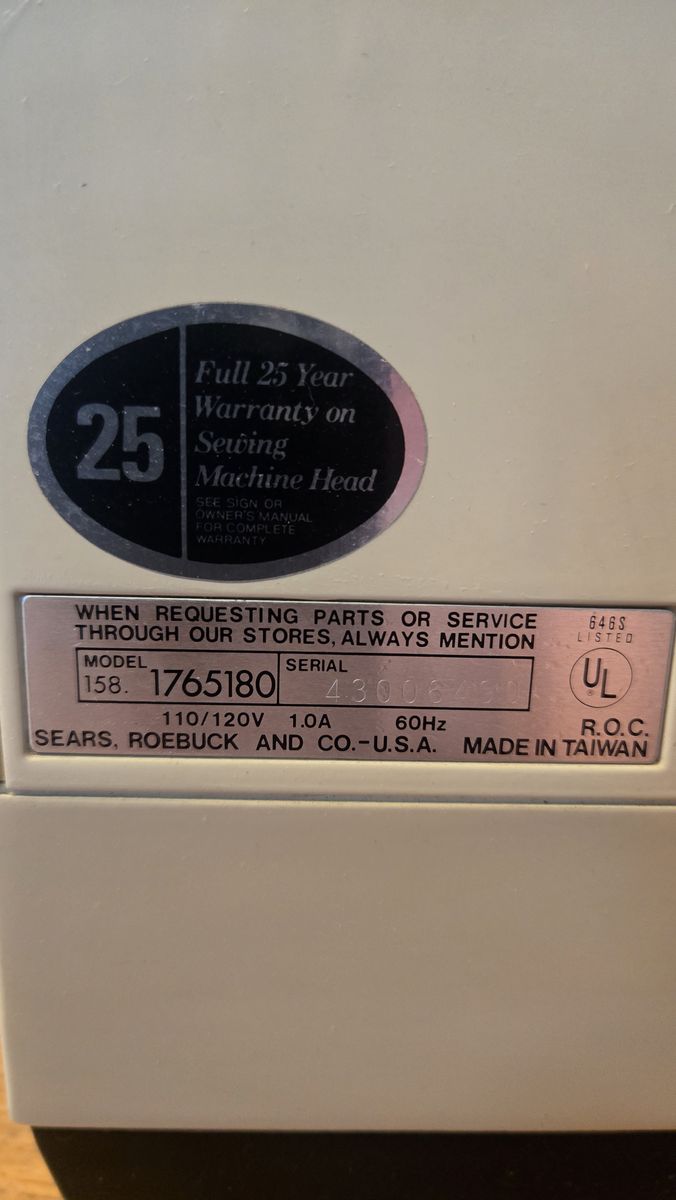 25
Full 25 Year
Warranty on
Sewing
Machine Head
SEE SIGN OR
OWNER'S MANUAL
FOR COMPLETE
WARRANTY
WHEN REQUESTING PARTS OR SERVICE
THROUGH OUR STORES, ALWAYS MENTION
MODEL
158. 1765180
SERIAL
646S
LISTED
UL
®
110/120V 1.0A 60Hz
R.O.C.
SEARS, ROEBUCK AND CO.-U.S.A. MADE IN TAIWAN